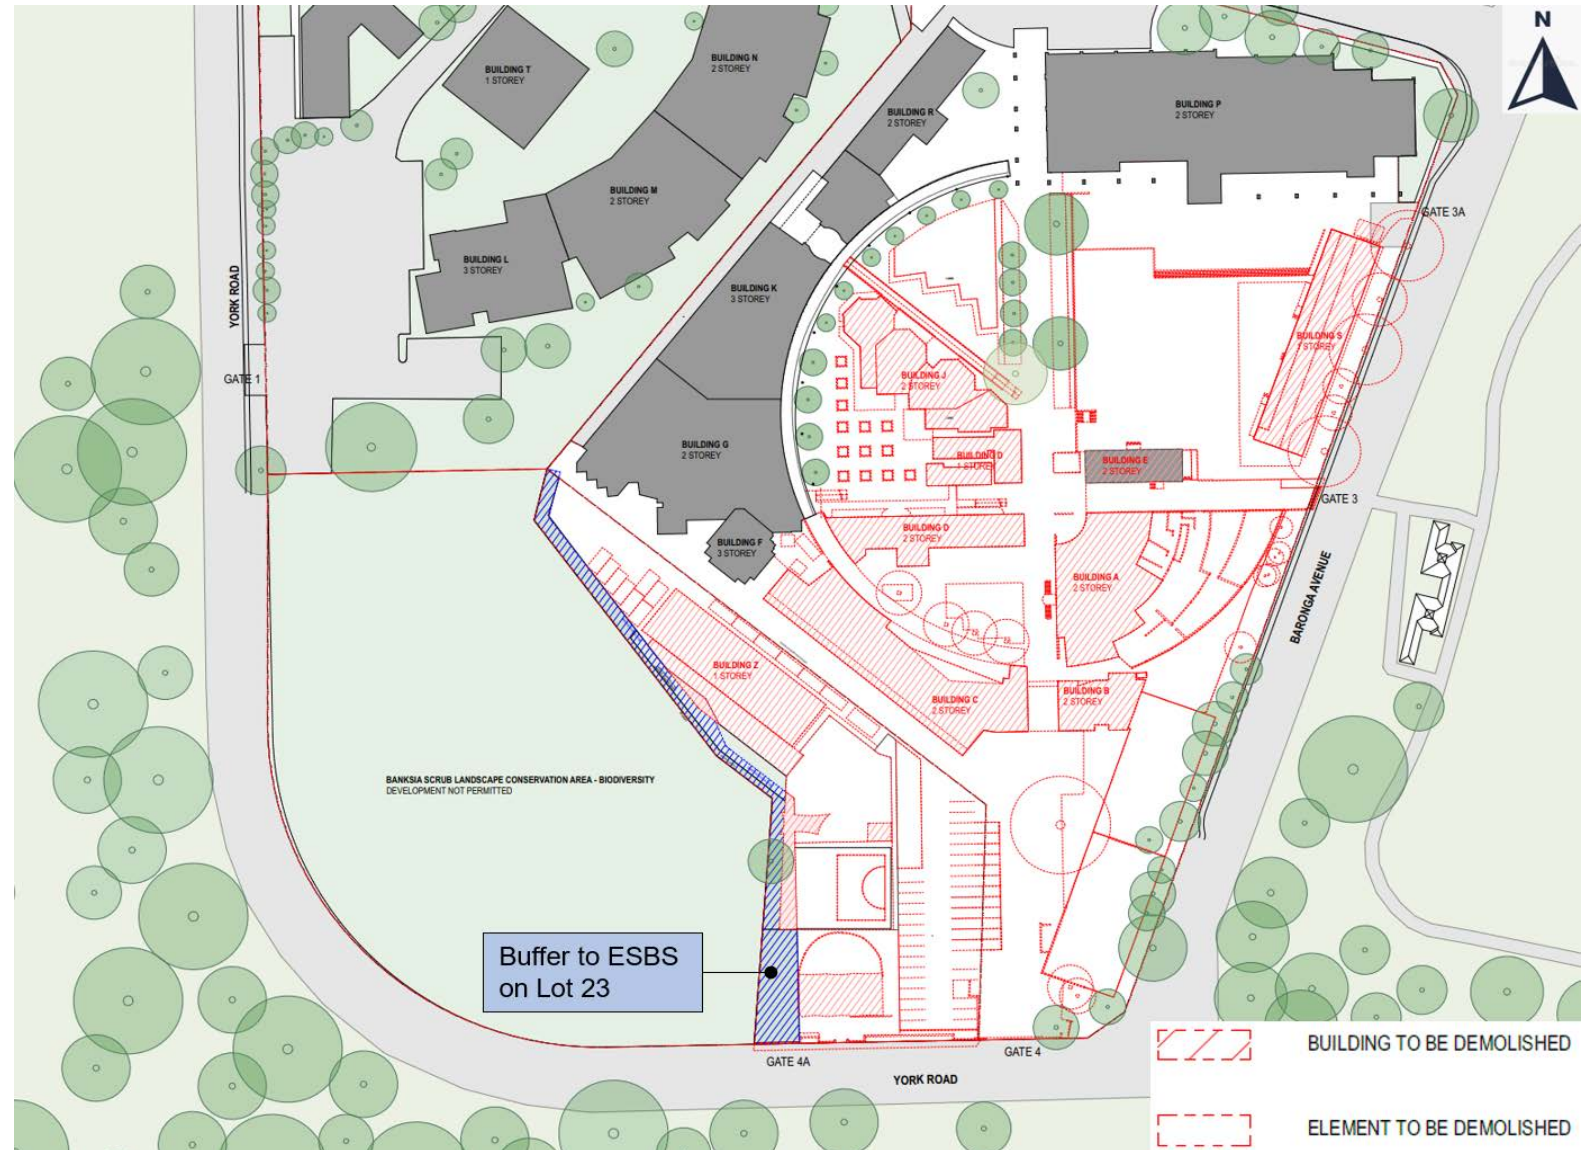 N
BUILDING T
1 STOREY
BUILDING N
2 STOREY
BUILDING R
2 STOREY
BUILDING P
2 STOREY
BUILDING M
2 STOREY
GATE 3A
BUILDING L
3 STOREY
YORK ROAD
BUILDING K
3 STOREY
BUILDING S
1 STOREY
GATE 1
BUILDING J
2 STOREY
BUILDING G
2 STOREY
BUILDING D
1 STOREY
BUILDING E
2 STOREY
GATE 3
BUILDING D
2 STOREY
BUILDING F
3 STOREY
BUILDING A
2 STOREY
BARONGA AVENUE
BUILDING Z
1 STOREY
BUILDING C
2 STOREY
BUILDING B
2 STOREY
BANKSIA SCRUB LANDSCAPE CONSERVATION AREA - BIODIVERSITY
DEVELOPMENT NOT PERMITTED
Buffer to ESBS
on Lot 23
GATE 4A
GATE 4
YORK ROAD
BUILDING TO BE DEMOLISHED
ELEMENT TO BE DEMOLISHED